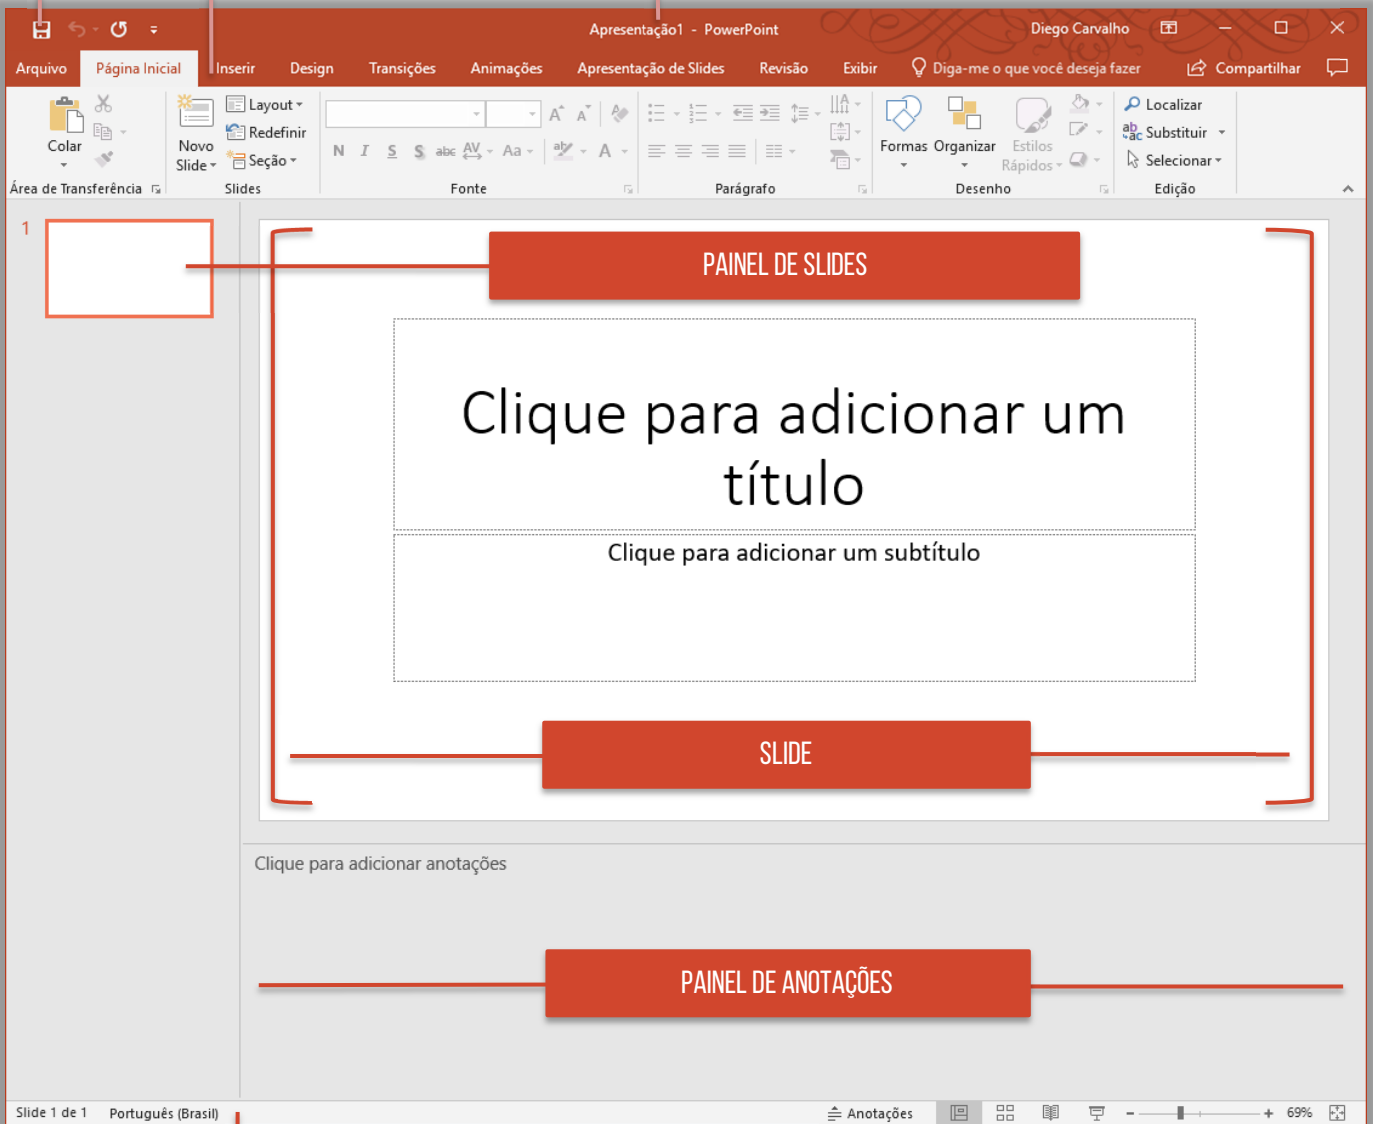 Apresentação1 - PowerPoint
Diego Carvalho
Arquivo Página Inicial Inserir Design Transições Animações Apresentação de Slides Revisão Exibir Diga-me o que você deseja fazer Compartilhar
Colar
Novo Slide
Layout
Redefinir
Seção
N I S S abc AV Aa A
Formas Organizar Estilos Rápidos
Localizar
Substituir
Selecionar
Área de Transferência Slides Fonte Parágrafo Desenho Edição
1
PAINEL DE SLIDES
Clique para adicionar um
título
Clique para adicionar um subtítulo
SLIDE
Clique para adicionar anotações
PAINEL DE ANOTAÇÕES
Slide 1 de 1 Português (Brasil) Anotações - + 69%